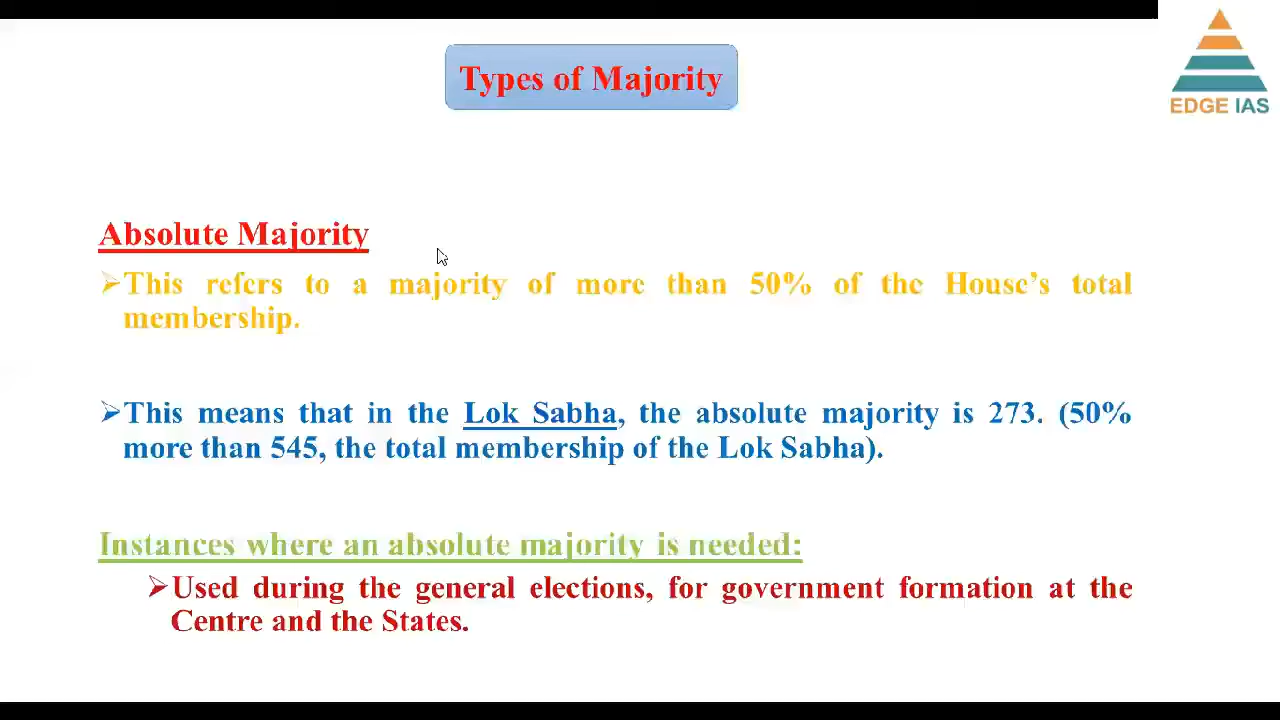 Types of Majority
EDGE IAS
Absolute Majority
➢This refers to a majority of more than 50% of the House's total
membership.
➢This means that in the Lok Sabha, the absolute majority is 273. (50%
more than 545, the total membership of the Lok Sabha).
Instances where an absolute majority is needed:
➢Used during the general elections, for government formation at the
Centre and the States.